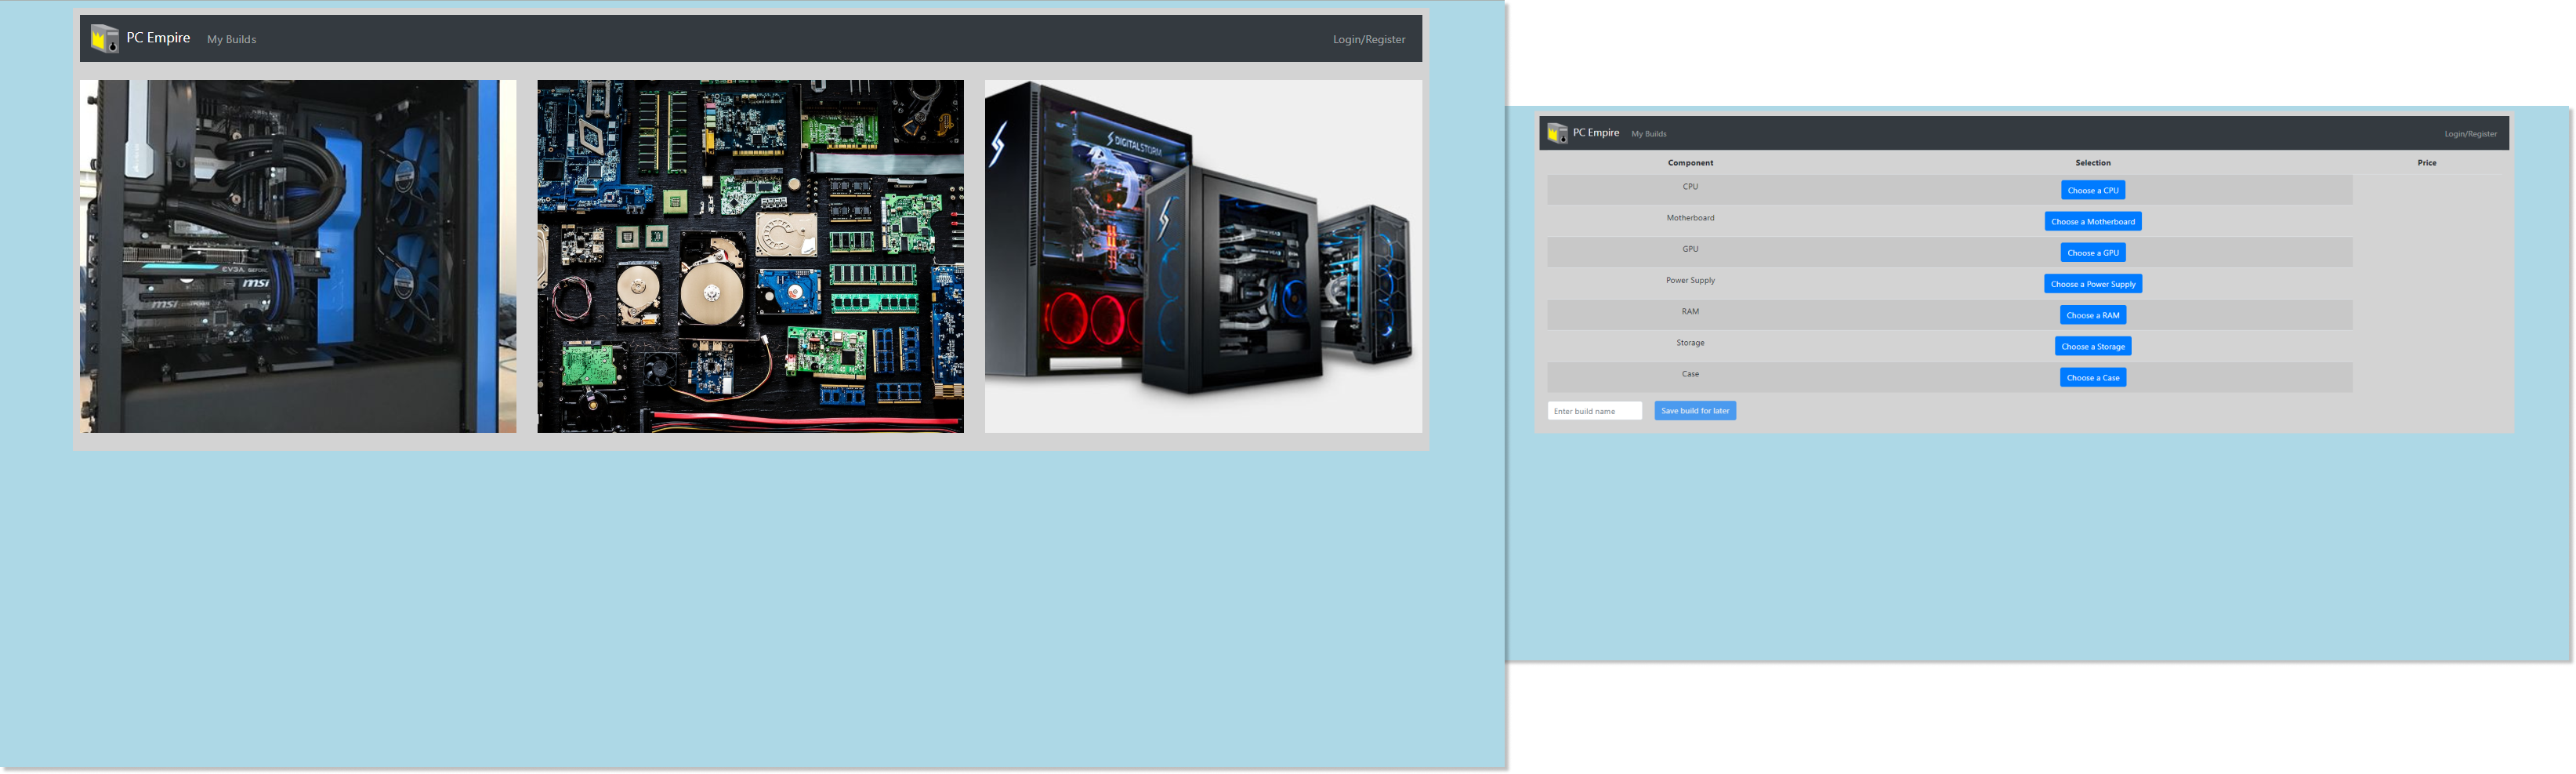 PC Empire My Builds Login/Register
EVGA GEFORCE
msi
msi
DIGITALSTORM
PC Empire My Builds Login/Register
Component Selection Price
CPU Choose a CPU
Motherboard Choose a Motherboard
GPU Choose a GPU
Power Supply Choose a Power Supply
RAM Choose a RAM
Storage Choose a Storage
Case Choose a Case
Enter build name Save build for later